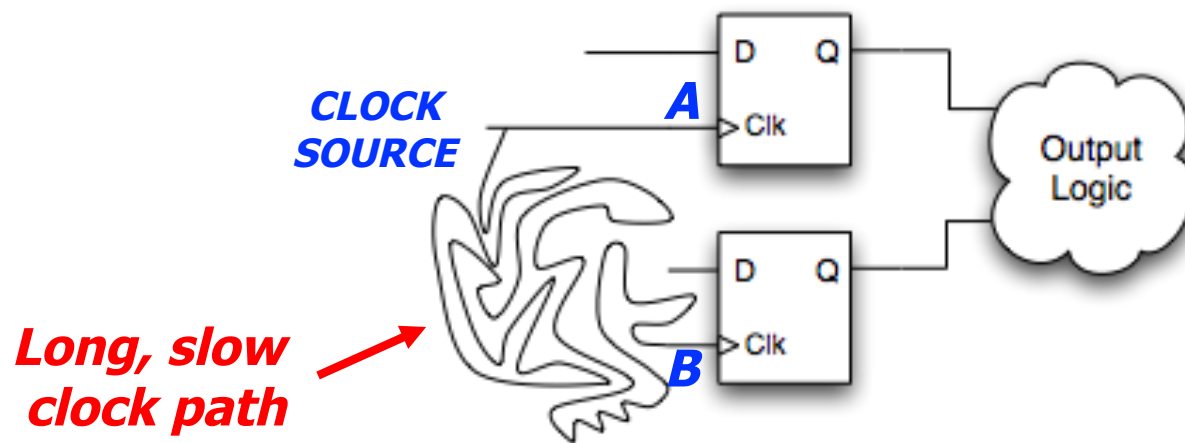 CLOCK
SOURCE
A
D Q
Clk
Output
Logic
D Q
Clk
B
Long, slow
clock path